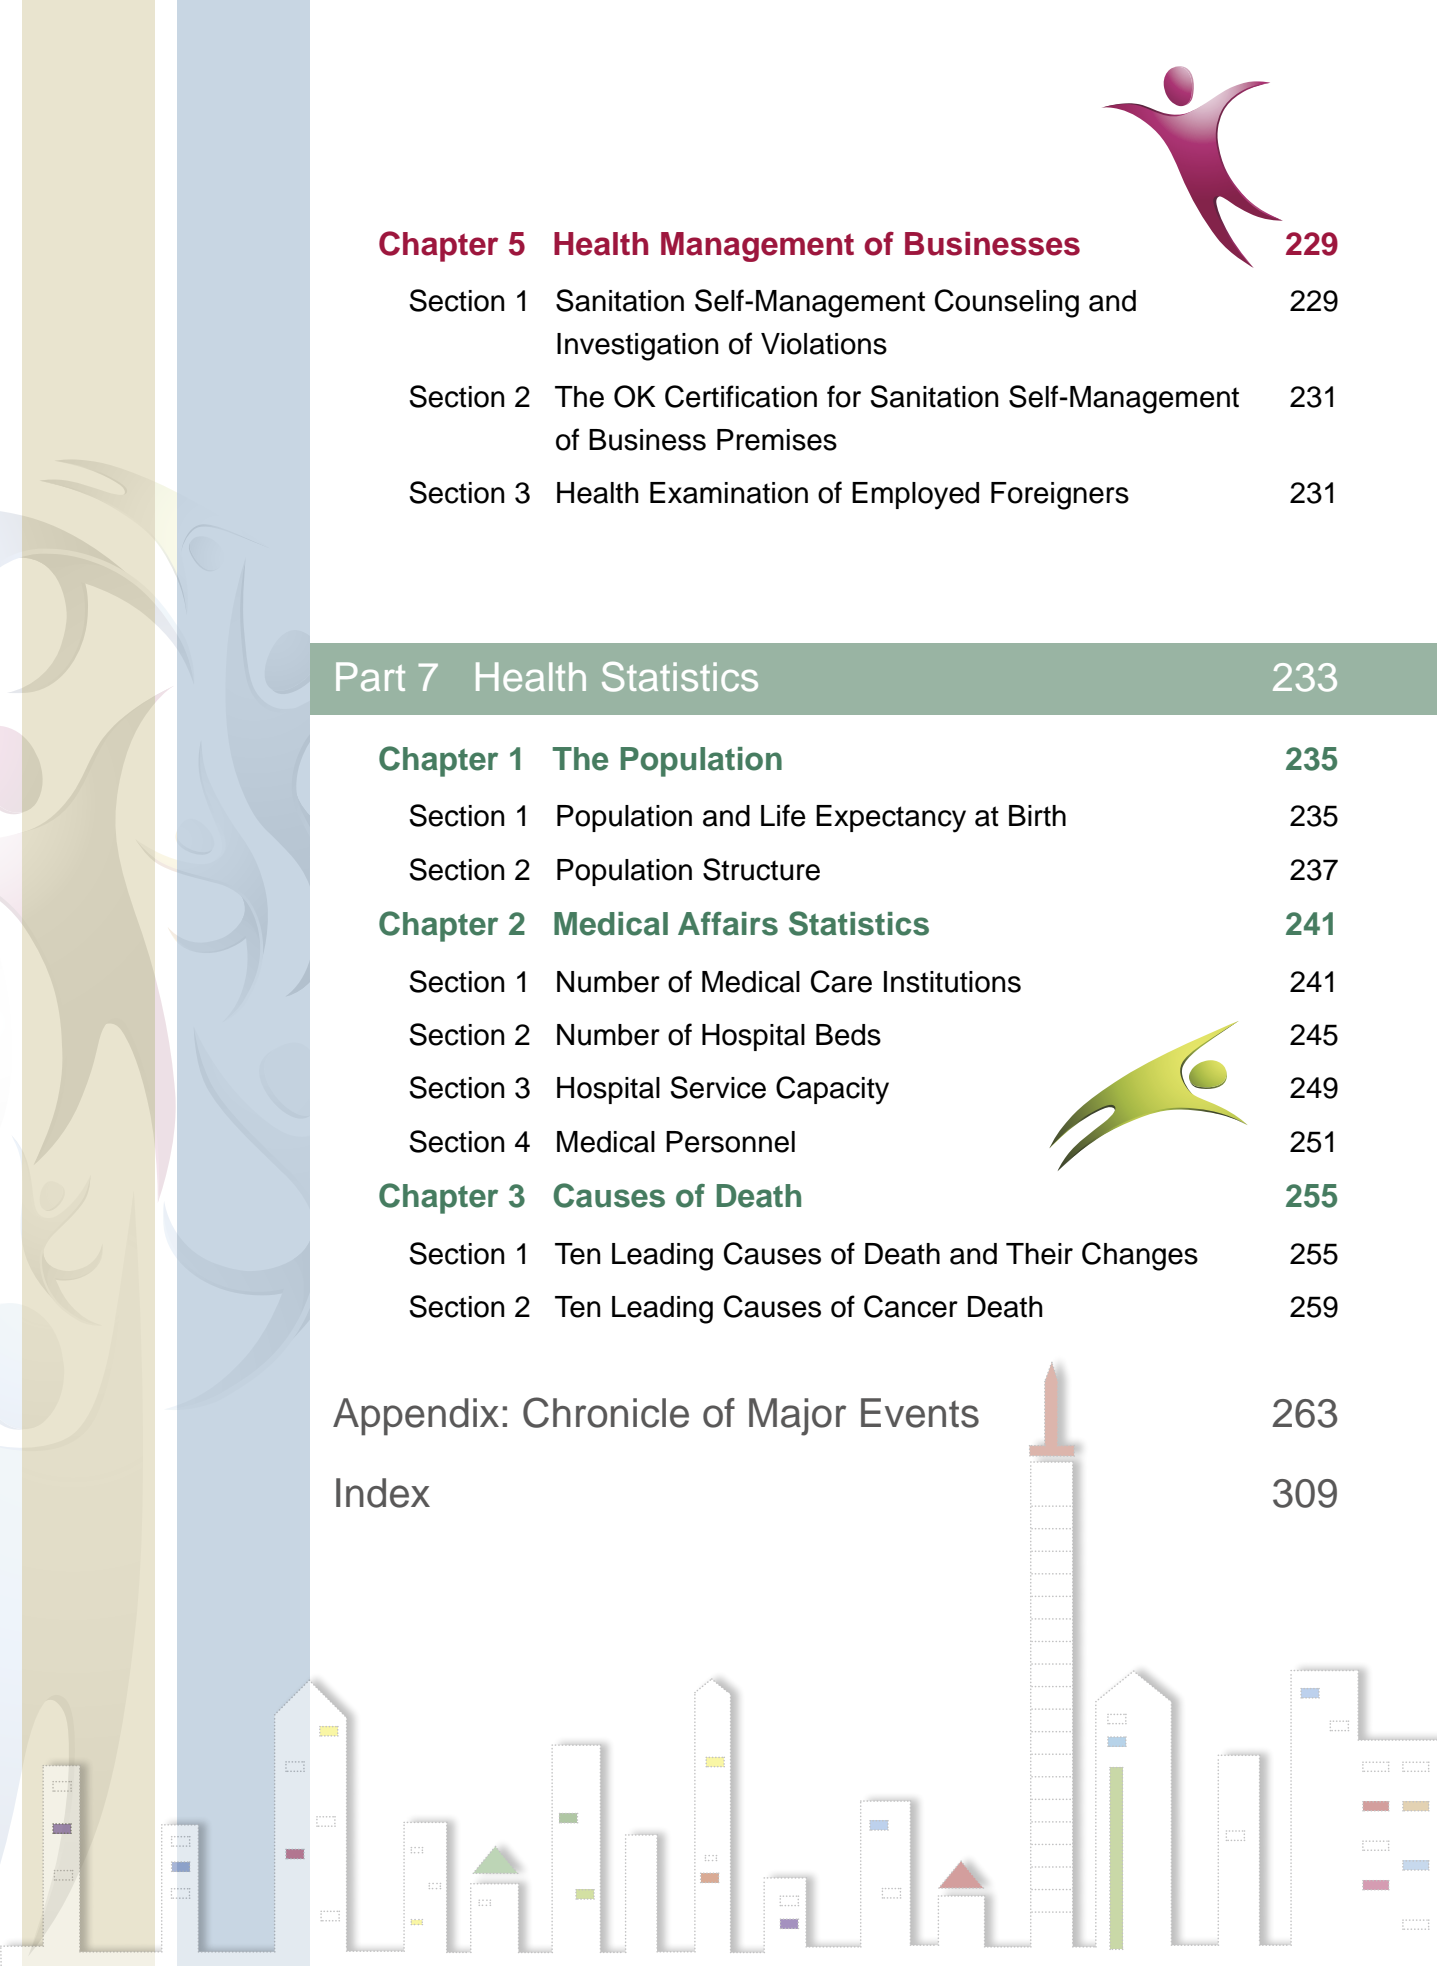 Chapter 5 Health Management of Businesses 229
Section 1 Sanitation Self-Management Counseling and 229
Investigation of Violations
Section 2 The OK Certification for Sanitation Self-Management 231
of Business Premises
Section 3 Health Examination of Employed Foreigners 231
Part 7 Health Statistics 233
Chapter 1 The Population 235
Section 1 Population and Life Expectancy at Birth 235
Section 2 Population Structure 237
Chapter 2 Medical Affairs Statistics 241
Section 1 Number of Medical Care Institutions 241
Section 2 Number of Hospital Beds 245
Section 3 Hospital Service Capacity 249
Section 4 Medical Personnel 251
Chapter 3 Causes of Death 255
Section 1 Ten Leading Causes of Death and Their Changes 255
Section 2 Ten Leading Causes of Cancer Death 259
Appendix: Chronicle of Major Events 263
Index 309